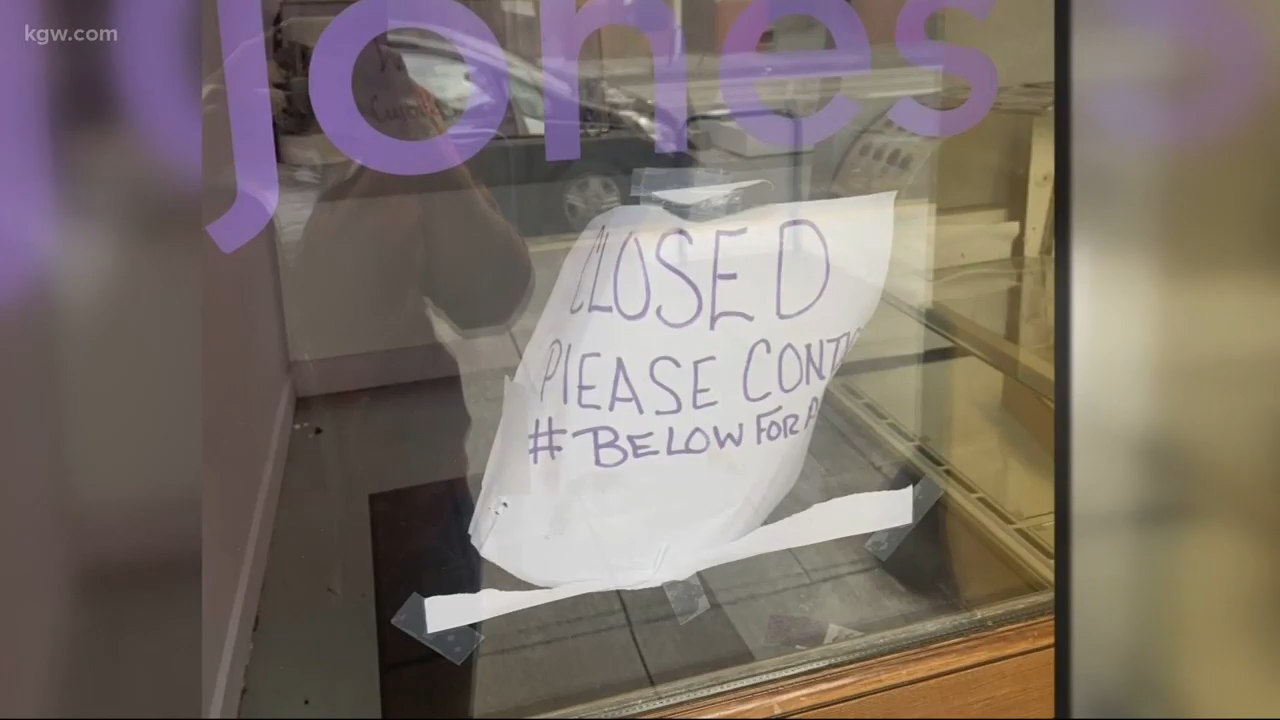 kgw.com
jones
CLOSED
PLEASE CONT
# BELOW FOR A